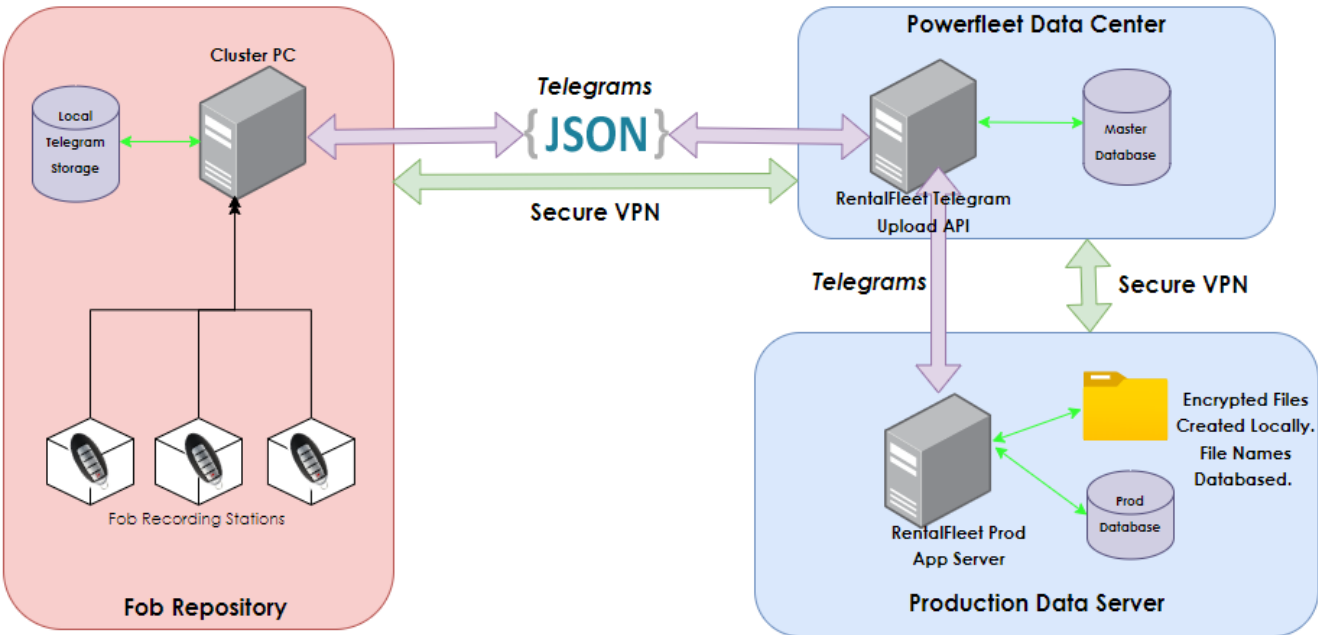 Powerfleet Data Center
Cluster PC
Telegrams
Local
Telegram
Storage
{JSON}
Master
Database
RentalFleet Telegram
Upload API
Secure VPN
Telegrams
Secure VPN
Encrypted Files
Created Locally.
File Names
Databased.
Prod
Database
Fob Recording Stations
RentalFleet Prod
App Server
Fob Repository
Production Data Server